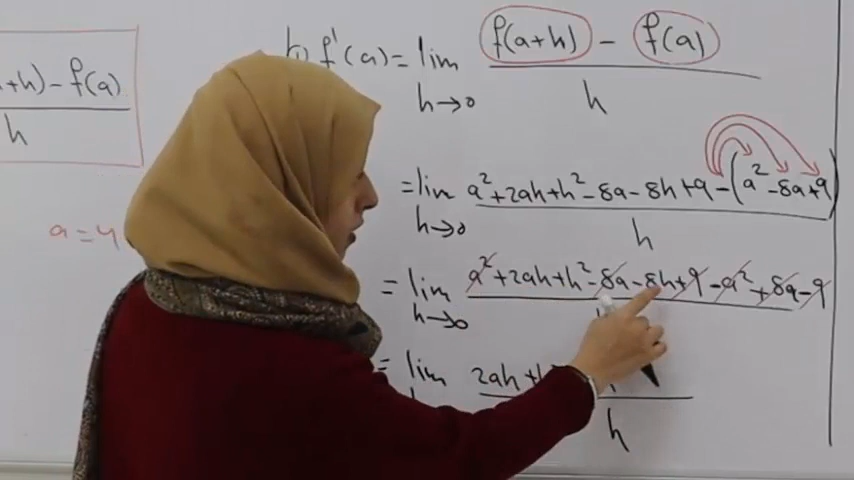 +h) - f(a)
h
a = 4
f'(a) = lim f(a+h) - f(a)
h→0 h
= lim a² + 2ah + h² - 8a - 8h + 9 - (a² - 8a + 9)
h→0 h
= lim a² + 2ah + h² - 8a - 8h + 9 - a² + 8a - 9
h→0
= lim 2ah +
h